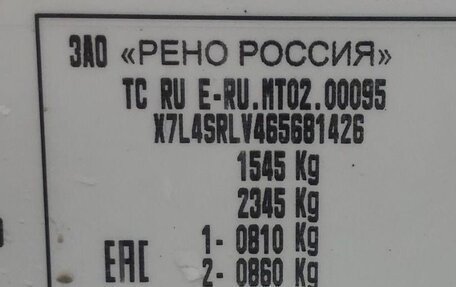 ЗАО «РЕНО РОССИЯ»
TC RU E-RU.MT02.00095
X7L4SRLV465681426
1545 Kg
2345 Kg
1- 0810 Kg
EAC 2- 0860 Kg